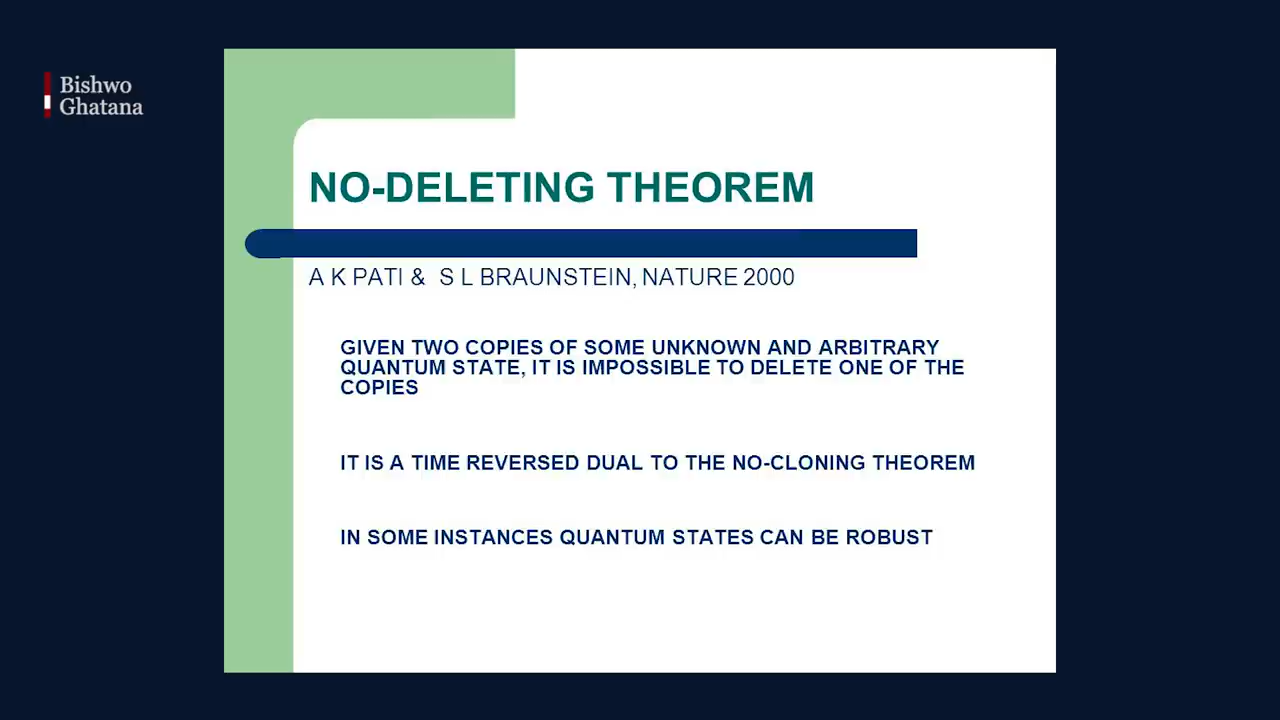 Bishwo
Ghatana
NO-DELETING THEOREM
A K PATI & S L BRAUNSTEIN, NATURE 2000
GIVEN TWO COPIES OF SOME UNKNOWN AND ARBITRARY
QUANTUM STATE, IT IS IMPOSSIBLE TO DELETE ONE OF THE
COPIES
IT IS A TIME REVERSED DUAL TO THE NO-CLONING THEOREM
IN SOME INSTANCES QUANTUM STATES CAN BE ROBUST